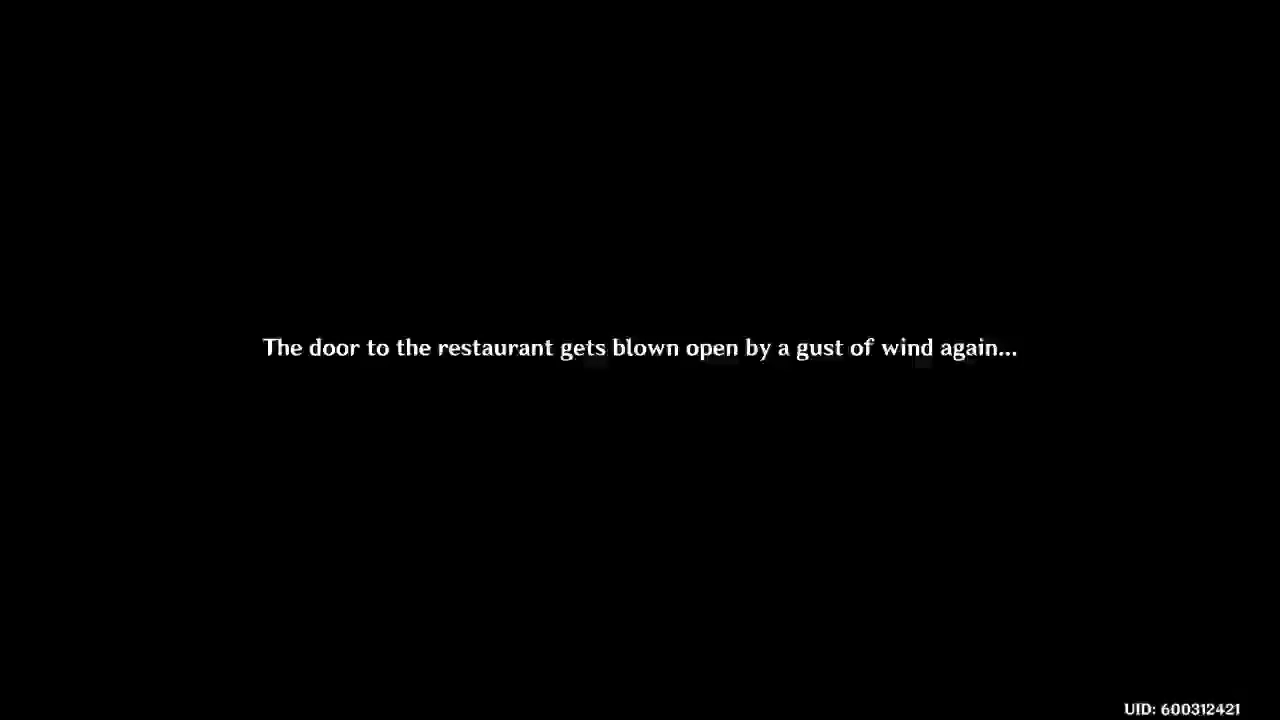 The door to the restaurant gets blown open by a gust of wind again...
UID: 600312421